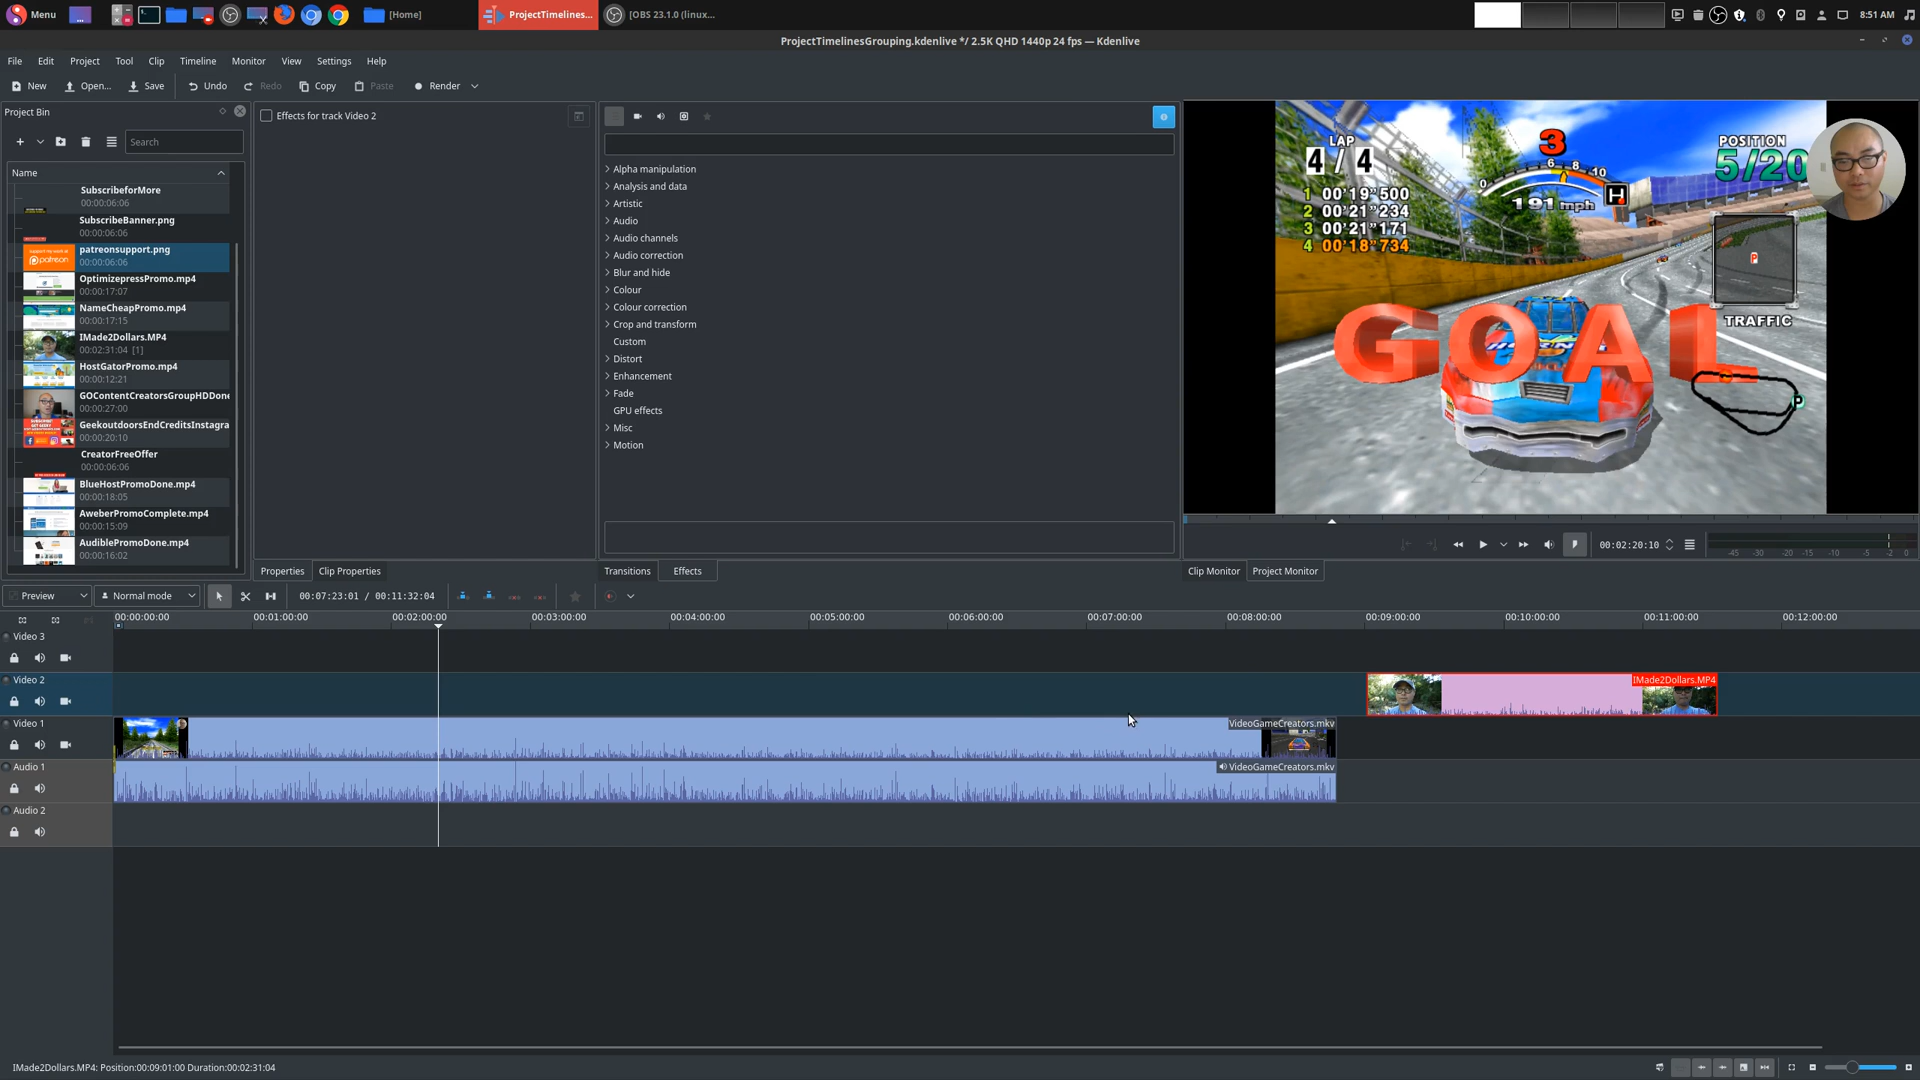 Menu
[Home]
ProjectTimelines...
[OBS 23.1.0 (linux...
8:51 AM
ProjectTimelinesGrouping.kdenlive */ 2.5K QHD 1440p 24 fps — Kdenlive
File Edit Project Tool Clip Timeline Monitor View Settings Help
New Open... Save Undo Redo Copy Paste Render
Project Bin
Search
Name
SubscribeforMore
00:00:06:06
SubscribeBanner.png
00:00:06:06
patreonsupport.png
00:00:06:06
OptimizepressPromo.mp4
00:00:17:07
NameCheapPromo.mp4
00:00:17:15
IMade2Dollars.MP4
00:02:31:04 [1]
HostGatorPromo.mp4
00:00:12:21
GOContentCreatorsGroupHDDone
00:00:27:00
GeekoutdoorsEndCreditsInstagra
00:00:20:10
CreatorFreeOffer
00:00:06:06
BlueHostPromoDone.mp4
00:00:18:05
AweberPromoComplete.mp4
00:00:15:09
AudiblePromoDone.mp4
00:00:16:02
Effects for track Video 2
Properties Clip Properties
Alpha manipulation
Analysis and data
Artistic
Audio
Audio channels
Audio correction
Blur and hide
Colour
Colour correction
Crop and transform
Custom
Distort
Enhancement
Fade
GPU effects
Misc
Motion
Transitions Effects
LAP
4/4
1 00'19"500
2 00'21"234
3 00'21"171
4 00'18"734
3
0 6 8 10
H
191 mph
POSITION
5/20
P
TRAFFIC
GOAL
P
00:02:20:10
-45 -30 -20 -15 -10 -5 -2 0
Clip Monitor Project Monitor
Preview Normal mode 00:07:23:01 / 00:11:32:04
00:00:00:00 00:01:00:00 00:02:00:00 00:03:00:00 00:04:00:00 00:05:00:00 00:06:00:00 00:07:00:00 00:08:00:00 00:09:00:00 00:10:00:00 00:11:00:00 00:12:00:00
Video 3
Video 2
IMade2Dollars.MP4
Video 1
VideoGameCreators.mkv
Audio 1
VideoGameCreators.mkv
Audio 2
IMade2Dollars.MP4: Position:00:09:01:00 Duration:00:02:31:04